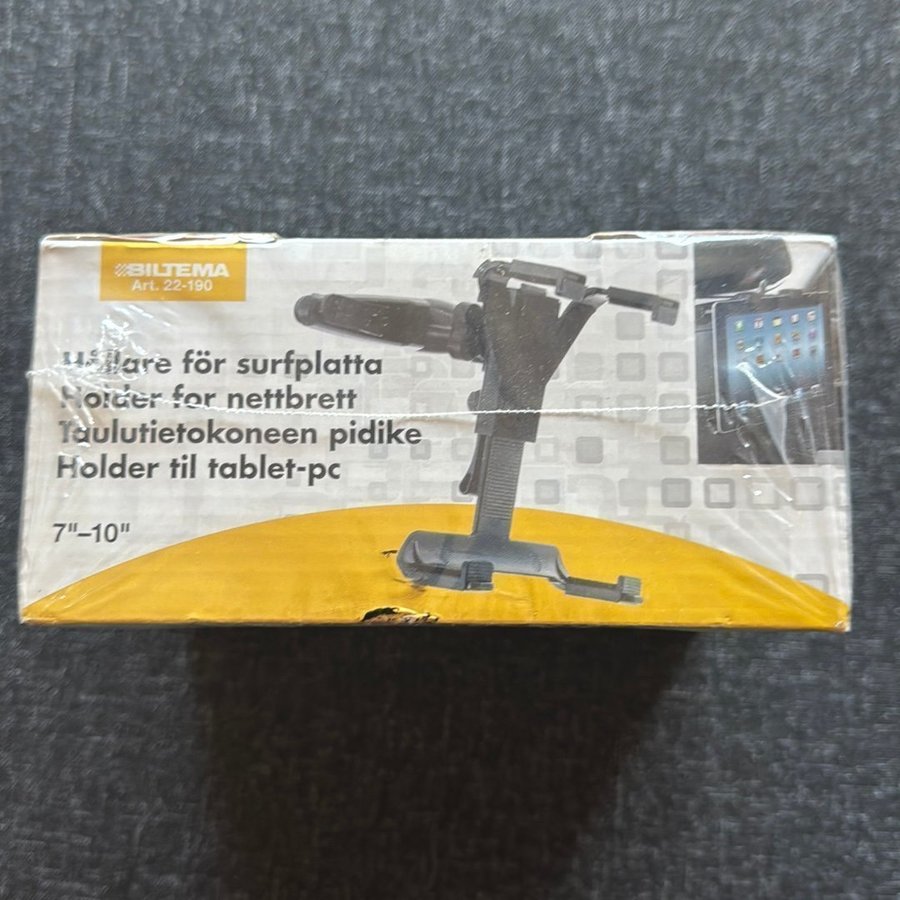 BILTEMA
Art. 22-190
Hållare för surfplatta
Holder for nettbrett
Taulutietokoneen pidike
Holder til tablet-pc
7"–10"